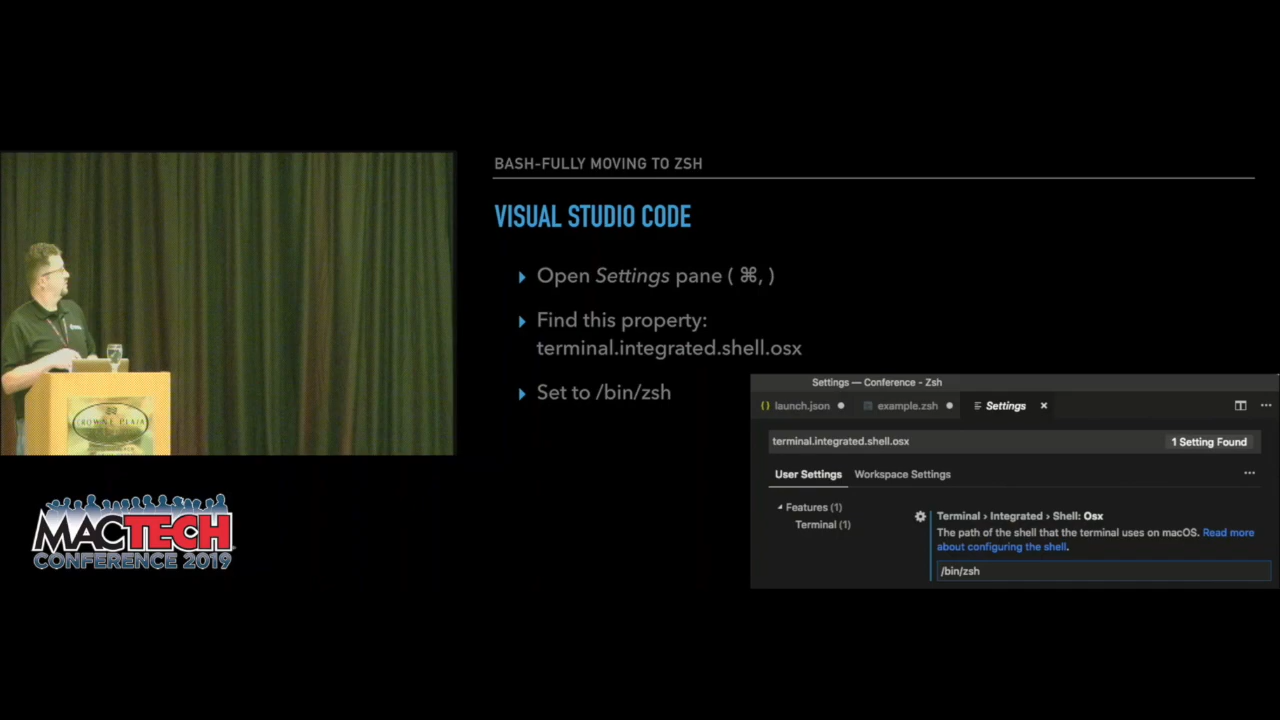 BASH-FULLY MOVING TO ZSH
VISUAL STUDIO CODE
Open Settings pane ( ⌘, )
Find this property:
terminal.integrated.shell.osx
Set to /bin/zsh
Settings — Conference - Zsh
launch.json
example.zsh
Settings
terminal.integrated.shell.osx
1 Setting Found
User Settings
Workspace Settings
Features (1)
Terminal (1)
Terminal › Integrated › Shell: Osx
The path of the shell that the terminal uses on macOS. Read more
about configuring the shell.
/bin/zsh
CROWNE PLAZA
MACTECH
CONFERENCE 2019